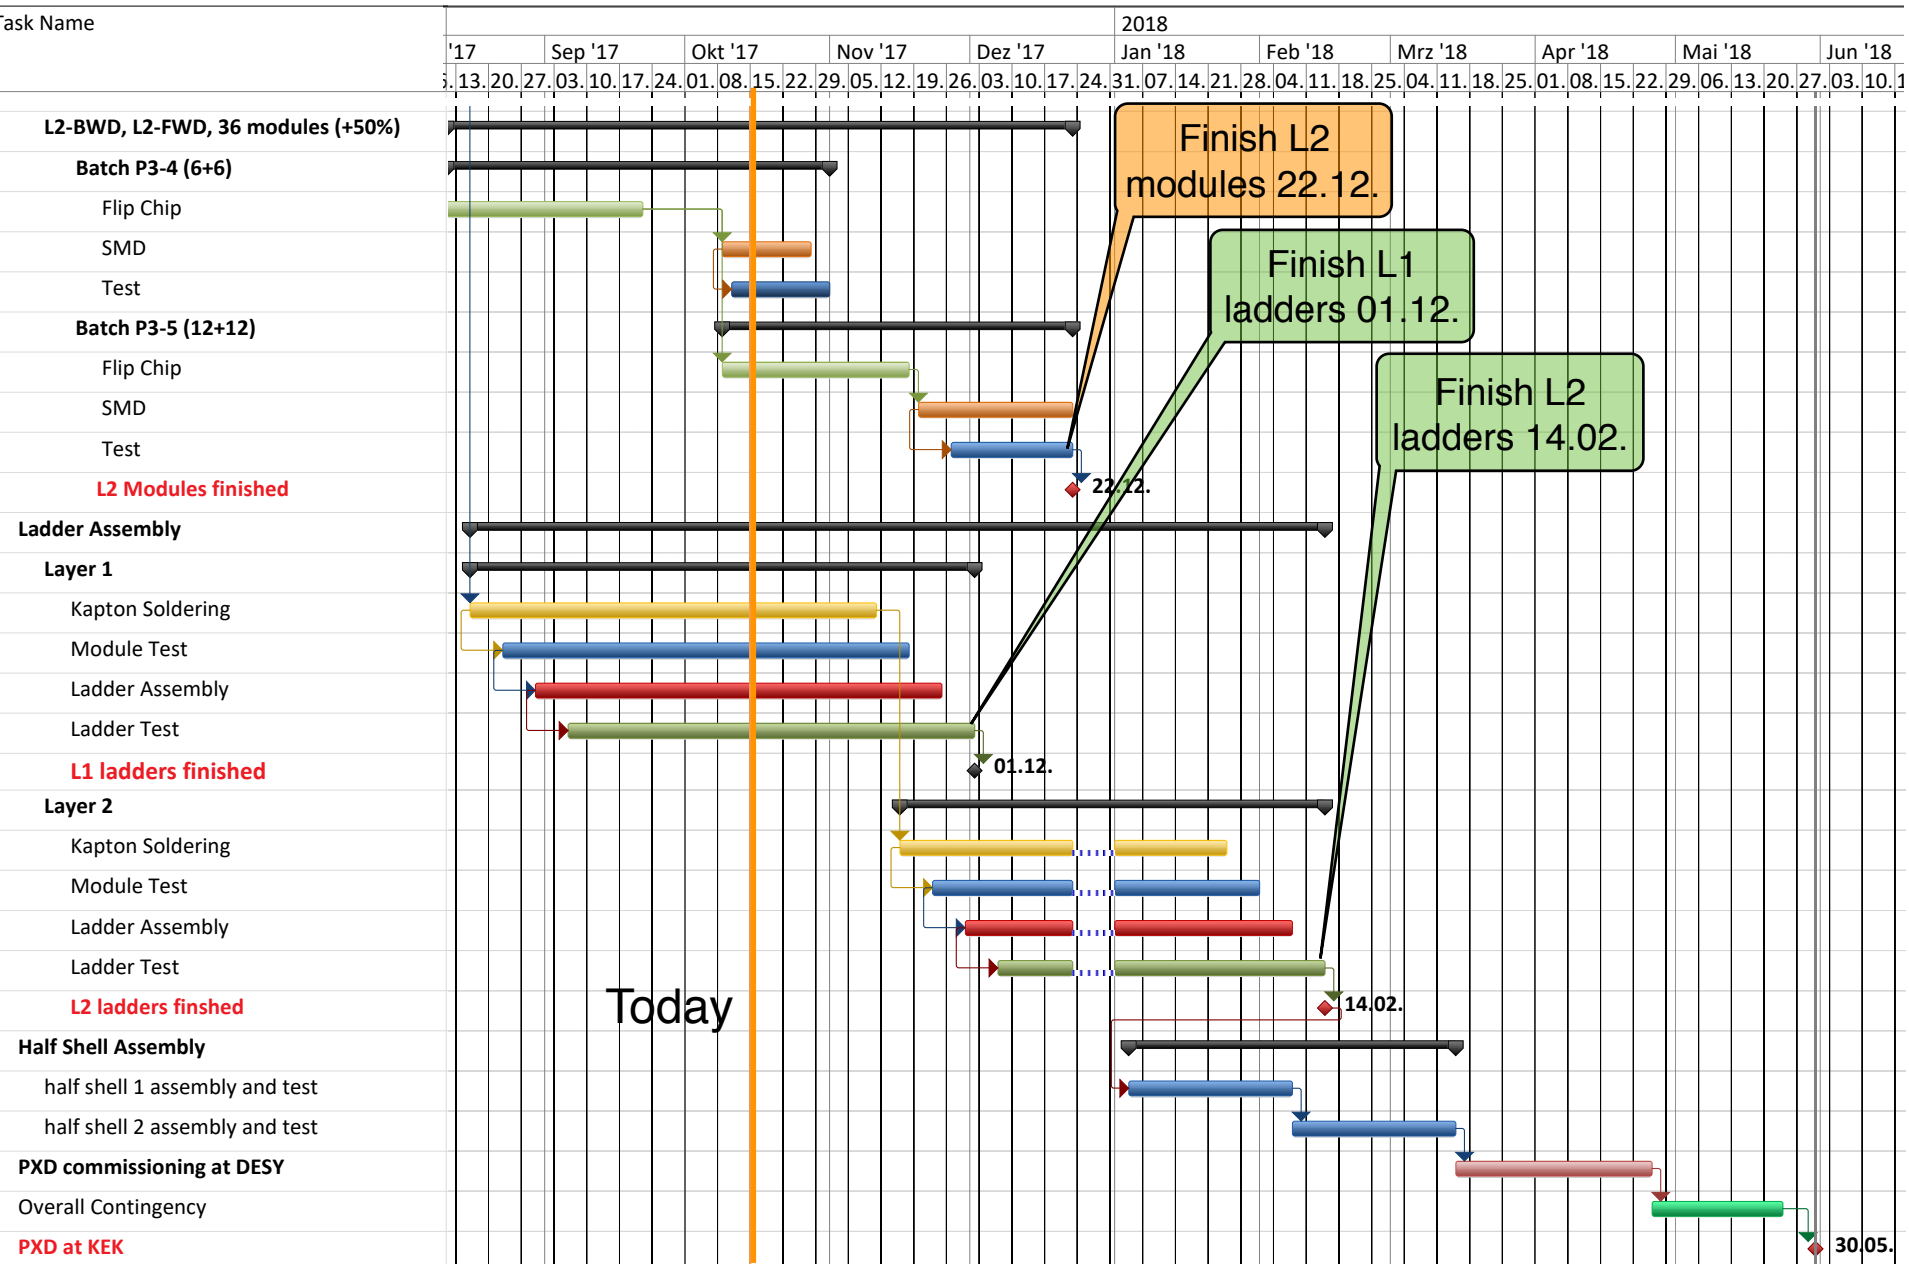 Task Name
2018
'17 Sep '17 Okt '17 Nov '17 Dez '17 Jan '18 Feb '18 Mrz '18 Apr '18 Mai '18 Jun '18
13. 20. 27. 03. 10. 17. 24. 01. 08. 15. 22. 29. 05. 12. 19. 26. 03. 10. 17. 24. 31. 07. 14. 21. 28. 04. 11. 18. 25. 04. 11. 18. 25. 01. 08. 15. 22. 29. 06. 13. 20. 27. 03. 10. 1
L2-BWD, L2-FWD, 36 modules (+50%)
Finish L2
modules 22.12.
Batch P3-4 (6+6)
Flip Chip
SMD
Finish L1
ladders 01.12.
Test
Batch P3-5 (12+12)
Flip Chip
Finish L2
ladders 14.02.
SMD
Test
L2 Modules finished
22.12.
Ladder Assembly
Layer 1
Kapton Soldering
Module Test
Ladder Assembly
Ladder Test
L1 ladders finished
01.12.
Layer 2
Kapton Soldering
Module Test
Ladder Assembly
Ladder Test
Today
L2 ladders finshed
14.02.
Half Shell Assembly
half shell 1 assembly and test
half shell 2 assembly and test
PXD commissioning at DESY
Overall Contingency
PXD at KEK
30.05.